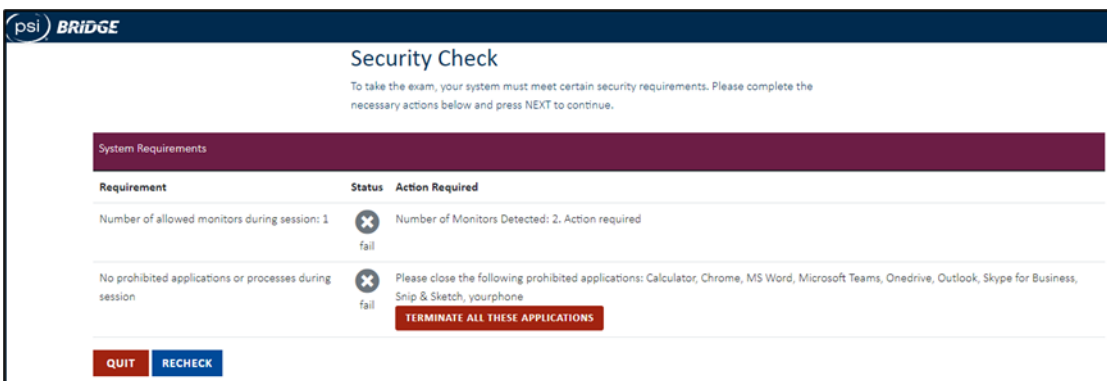 psi BRIDGE
Security Check
To take the exam, your system must meet certain security requirements. Please complete the
necessary actions below and press NEXT to continue.
System Requirements
Requirement Status Action Required
Number of allowed monitors during session: 1 fail Number of Monitors Detected: 2. Action required
No prohibited applications or processes during Please close the following prohibited applications: Calculator, Chrome, MS Word, Microsoft Teams, Onedrive, Outlook, Skype for Business,
session fail Snip & Sketch, yourphone
TERMINATE ALL THESE APPLICATIONS
QUIT RECHECK